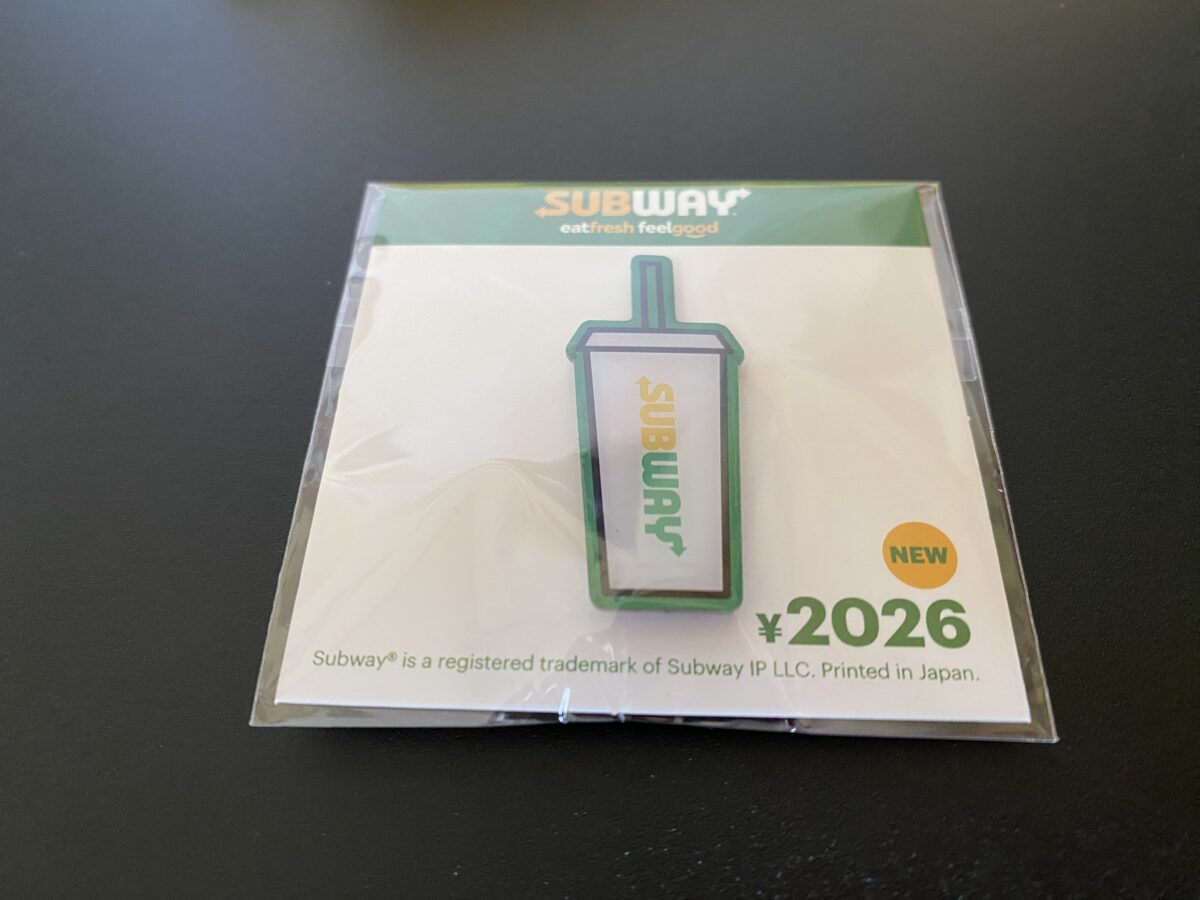 SUBWAY
eatfresh feelgood
SUBWAY
NEW
¥2026
Subway® is a registered trademark of Subway IP LLC. Printed in Japan.